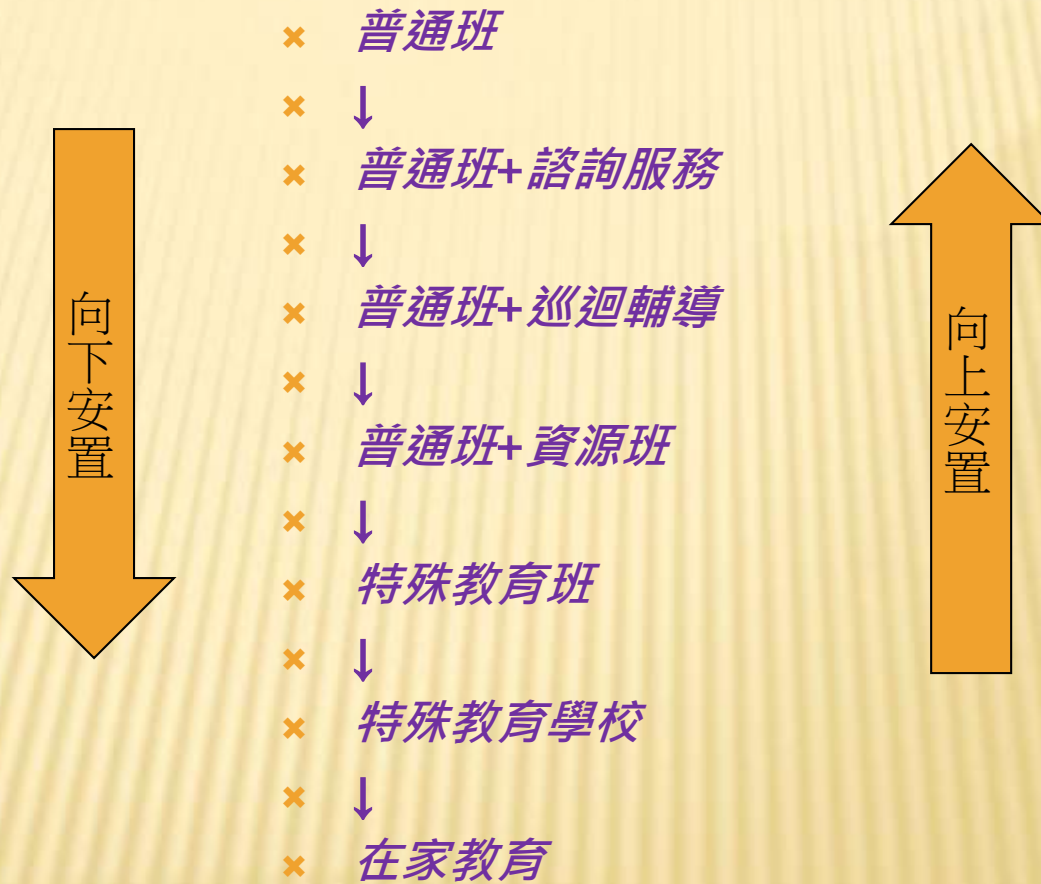 普通班
↓
普通班+諮詢服務
↓
普通班+巡迴輔導
↓
普通班+資源班
↓
特殊教育班
↓
特殊教育學校
↓
在家教育
向下安置
向上安置